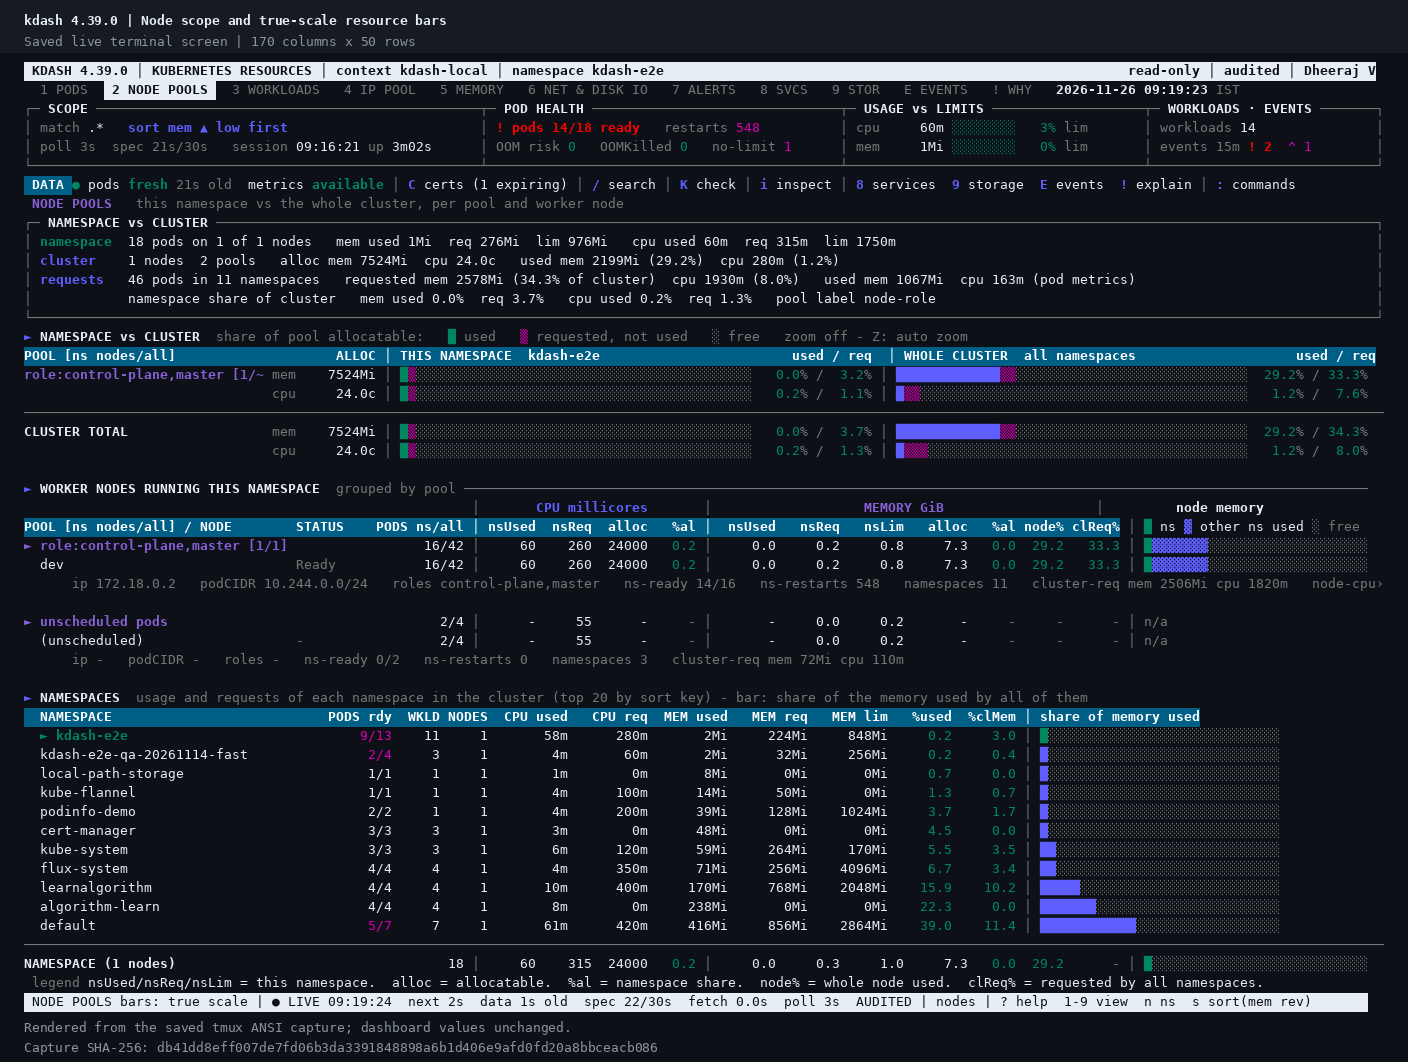 kdash 4.39.0 | Node scope and true-scale resource bars
Saved live terminal screen | 170 columns x 50 rows
KDASH 4.39.0 │ KUBERNETES RESOURCES │ context kdash-local │ namespace kdash-e2e read-only │ audited │ Dheeraj V
1 PODS 2 NODE POOLS 3 WORKLOADS 4 IP POOL 5 MEMORY 6 NET & DISK IO 7 ALERTS 8 SVCS 9 STOR E EVENTS ! WHY 2026-11-26 09:19:23 IST
SCOPE POD HEALTH USAGE vs LIMITS WORKLOADS · EVENTS
│ match .* sort mem ▲ low first │ ! pods 14/18 ready restarts 548 │ cpu 60m ░░░░░░░░ 3% lim │ workloads 14 │
│ poll 3s spec 21s/30s session 09:16:21 up 3m02s │ OOM risk 0 OOMKilled 0 no-limit 1 │ mem 1Mi ░░░░░░░░ 0% lim │ events 15m ! 2 ^ 1 │
DATA ● pods fresh 21s old metrics available │ C certs (1 expiring) │ / search │ K check │ i inspect │ 8 services 9 storage E events ! explain │ : commands
NODE POOLS this namespace vs the whole cluster, per pool and worker node
NAMESPACE vs CLUSTER
│ namespace 18 pods on 1 of 1 nodes mem used 1Mi req 276Mi lim 976Mi cpu used 60m req 315m lim 1750m │
│ cluster 1 nodes 2 pools alloc mem 7524Mi cpu 24.0c used mem 2199Mi (29.2%) cpu 280m (1.2%) │
│ requests 46 pods in 11 namespaces requested mem 2578Mi (34.3% of cluster) cpu 1930m (8.0%) used mem 1067Mi cpu 163m (pod metrics) │
│ namespace share of cluster mem used 0.0% req 3.7% cpu used 0.2% req 1.3% pool label node-role │
► NAMESPACE vs CLUSTER share of pool allocatable: █ used ▒ requested, not used ░ free zoom off - Z: auto zoom
POOL [ns nodes/all] ALLOC │ THIS NAMESPACE kdash-e2e used / req │ WHOLE CLUSTER all namespaces used / req
role:control-plane,master [1/~ mem 7524Mi │ 0.0% / 3.2% │ 29.2% / 33.3%
cpu 24.0c │ 0.2% / 1.1% │ 1.2% / 7.6%
CLUSTER TOTAL mem 7524Mi │ 0.0% / 3.7% │ 29.2% / 34.3%
cpu 24.0c │ 0.2% / 1.3% │ 1.2% / 8.0%
► WORKER NODES RUNNING THIS NAMESPACE grouped by pool
│ CPU millicores │ MEMORY GiB │ node memory
POOL [ns nodes/all] / NODE STATUS PODS ns/all │ nsUsed nsReq alloc %al │ nsUsed nsReq nsLim alloc %al node% clReq% │ █ ns ▓ other ns used ░ free
► role:control-plane,master [1/1] 16/42 │ 60 260 24000 0.2 │ 0.0 0.2 0.8 7.3 0.0 29.2 33.3 │
dev Ready 16/42 │ 60 260 24000 0.2 │ 0.0 0.2 0.8 7.3 0.0 29.2 33.3 │
ip 172.18.0.2 podCIDR 10.244.0.0/24 roles control-plane,master ns-ready 14/16 ns-restarts 548 namespaces 11 cluster-req mem 2506Mi cpu 1820m node-cpu›
► unscheduled pods 2/4 │ - 55 - - │ - 0.0 0.2 - - - - │ n/a
(unscheduled) - 2/4 │ - 55 - - │ - 0.0 0.2 - - - - │ n/a
ip - podCIDR - roles - ns-ready 0/2 ns-restarts 0 namespaces 3 cluster-req mem 72Mi cpu 110m
► NAMESPACES usage and requests of each namespace in the cluster (top 20 by sort key) - bar: share of the memory used by all of them
NAMESPACE PODS rdy WKLD NODES CPU used CPU req MEM used MEM req MEM lim %used %clMem │ share of memory used
► kdash-e2e 9/13 11 1 58m 280m 2Mi 224Mi 848Mi 0.2 3.0 │
kdash-e2e-qa-20261114-fast 2/4 3 1 4m 60m 2Mi 32Mi 256Mi 0.2 0.4 │
local-path-storage 1/1 1 1 1m 0m 8Mi 0Mi 0Mi 0.7 0.0 │
kube-flannel 1/1 1 1 4m 100m 14Mi 50Mi 0Mi 1.3 0.7 │
podinfo-demo 2/2 1 1 4m 200m 39Mi 128Mi 1024Mi 3.7 1.7 │
cert-manager 3/3 3 1 3m 0m 48Mi 0Mi 0Mi 4.5 0.0 │
kube-system 3/3 3 1 6m 120m 59Mi 264Mi 170Mi 5.5 3.5 │
flux-system 4/4 4 1 4m 350m 71Mi 256Mi 4096Mi 6.7 3.4 │
learnalgorithm 4/4 4 1 10m 400m 170Mi 768Mi 2048Mi 15.9 10.2 │
algorithm-learn 4/4 4 1 8m 0m 238Mi 0Mi 0Mi 22.3 0.0 │
default 5/7 7 1 61m 420m 416Mi 856Mi 2864Mi 39.0 11.4 │
NAMESPACE (1 nodes) 18 │ 60 315 24000 0.2 │ 0.0 0.3 1.0 7.3 0.0 29.2 - │
legend nsUsed/nsReq/nsLim = this namespace. alloc = allocatable. %al = namespace share. node% = whole node used. clReq% = requested by all namespaces.
NODE POOLS bars: true scale │ ● LIVE 09:19:24 next 2s data 1s old spec 22/30s fetch 0.0s poll 3s AUDITED │ nodes │ ? help 1-9 view n ns s sort(mem rev)
Rendered from the saved tmux ANSI capture; dashboard values unchanged.
Capture SHA-256: db41dd8eff007de7fd06b3da3391848898a6b1d406e9afd0fd20a8bbceacb086